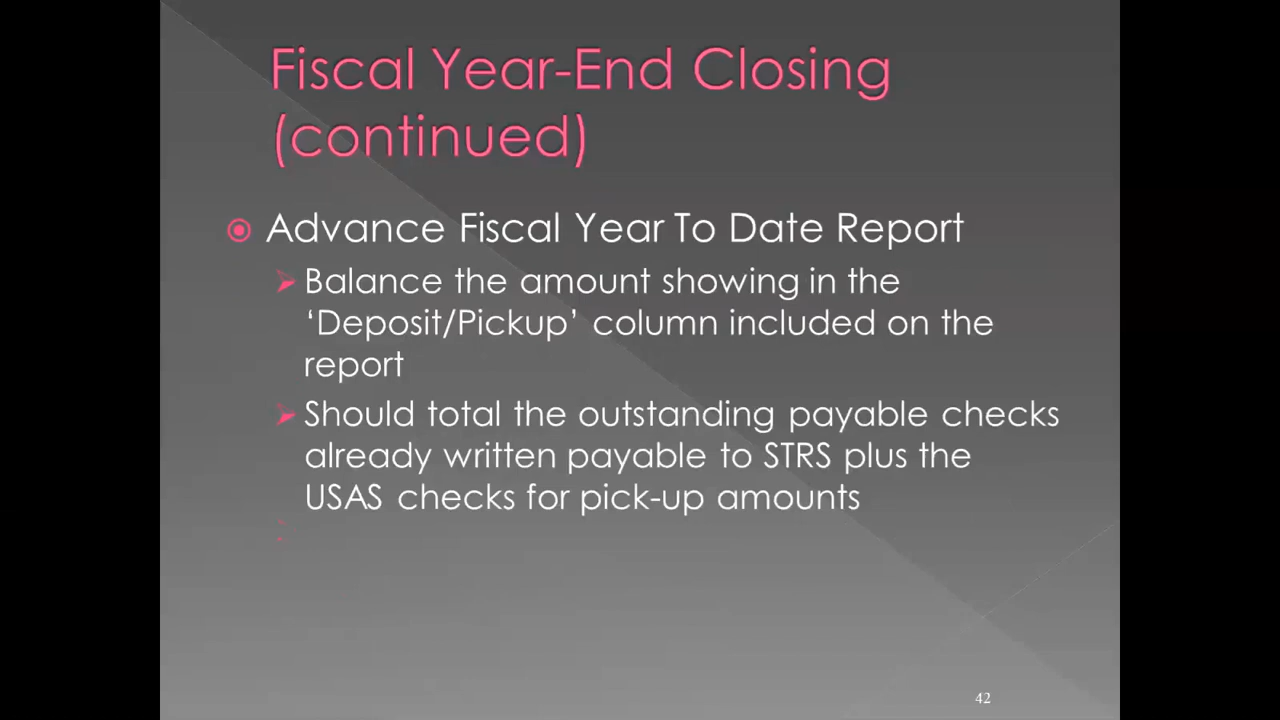 Fiscal Year-End Closing
(continued)
Advance Fiscal Year To Date Report
Balance the amount showing in the
‘Deposit/Pickup’ column included on the
report
Should total the outstanding payable checks
already written payable to STRS plus the
USAS checks for pick-up amounts
42